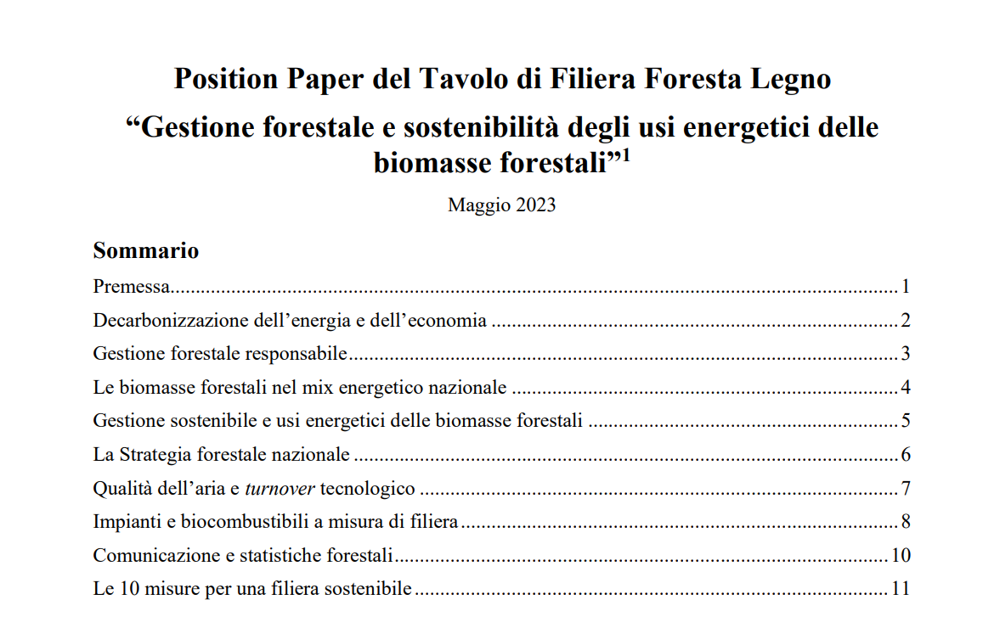 Position Paper del Tavolo di Filiera Foresta Legno
“Gestione forestale e sostenibilità degli usi energetici delle
biomasse forestali”1
Maggio 2023
Sommario
Premessa........................................................................................................................................1
Decarbonizzazione dell’energia e dell’economia ................................................................................2
Gestione forestale responsabile.............................................................................................................3
Le biomasse forestali nel mix energetico nazionale ............................................................................4
Gestione sostenibile e usi energetici delle biomasse forestali .............................................................5
La Strategia forestale nazionale ...........................................................................................................6
Qualità dell’aria e turnover tecnologico ..............................................................................................7
Impianti e biocombustibili a misura di filiera......................................................................................8
Comunicazione e statistiche forestali.................................................................................................10
Le 10 misure per una filiera sostenibile.............................................................................................11